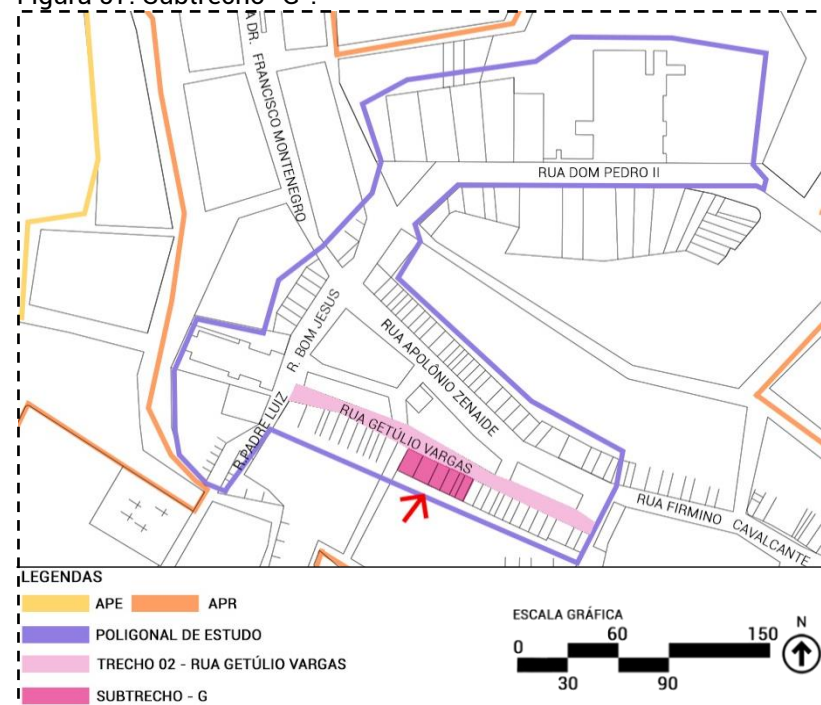 Figura 61: Subtrecho "G".
A DR. FRANCISCO MONTENEGRO
RUA DOM PEDRO II
R. BOM JESUS
RUA APOLÔNIO ZENAIDE
R.PADRE LUIZ
RUA GETÚLIO VARGAS
RUA FIRMINO CAVALCANTE
LEGENDAS
APE APR
POLIGONAL DE ESTUDO
TRECHO 02 - RUA GETÚLIO VARGAS
SUBTRECHO - G
ESCALA GRÁFICA
0 60 150
30 90
N